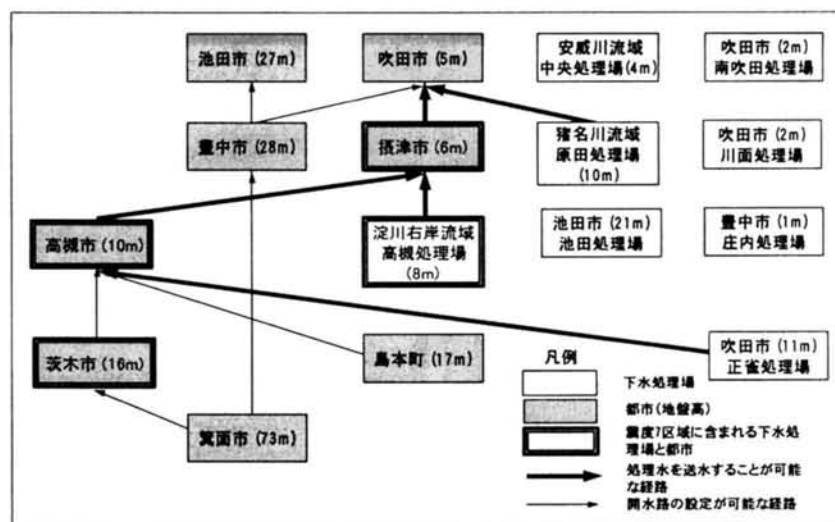 池田市(27m)
吹田市(5m)
安威川流域
中央処理場(4m)
吹田市(2m)
南吹田処理場
豊中市(28m)
摂津市(6m)
猪名川流域
原田処理場
(10m)
吹田市(2m)
川面処理場
高槻市(10m)
淀川右岸流域
高槻処理場
(8m)
池田市(21m)
池田処理場
豊中市(1m)
庄内処理場
茨木市(16m)
島本町(17m)
吹田市(11m)
正雀処理場
箕面市(73m)
凡例
下水処理場
都市(地盤高)
震度7区域に含まれる下水処
理場と都市
処理水を送水することが可能
な経路
開水路の設定が可能な経路